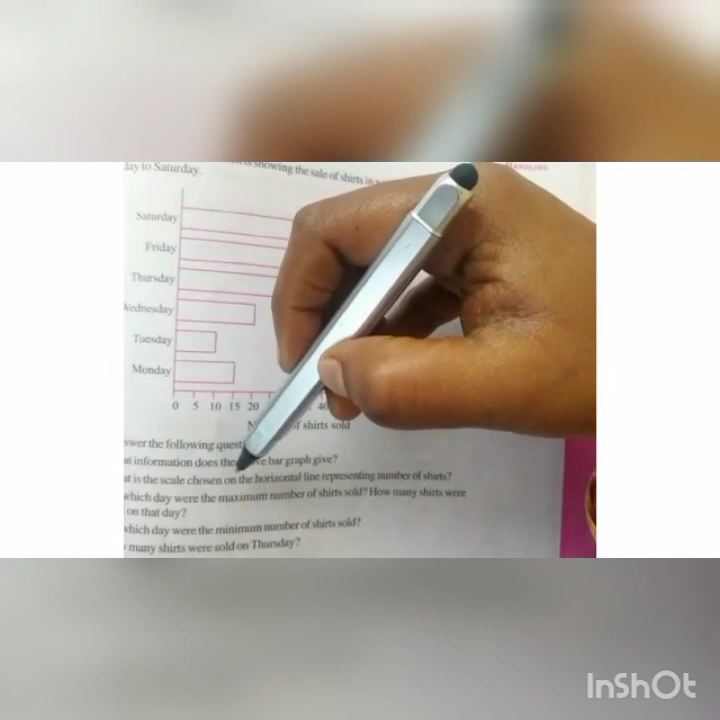 showing the sale of shirts in
day to Saturday.
Saturday
Friday
Thursday
Wednesday
Tuesday
Monday
0 5 10 15 20 40
of shirts sold
swer the following questi
at information does the ve bar graph give?
at is the scale chosen on the horizontal line representing number of shirts?
which day were the maximum number of shirts sold? How many shirts were
on that day?
which day were the minimum number of shirts sold?
many shirts were sold on Thursday?
InShOt